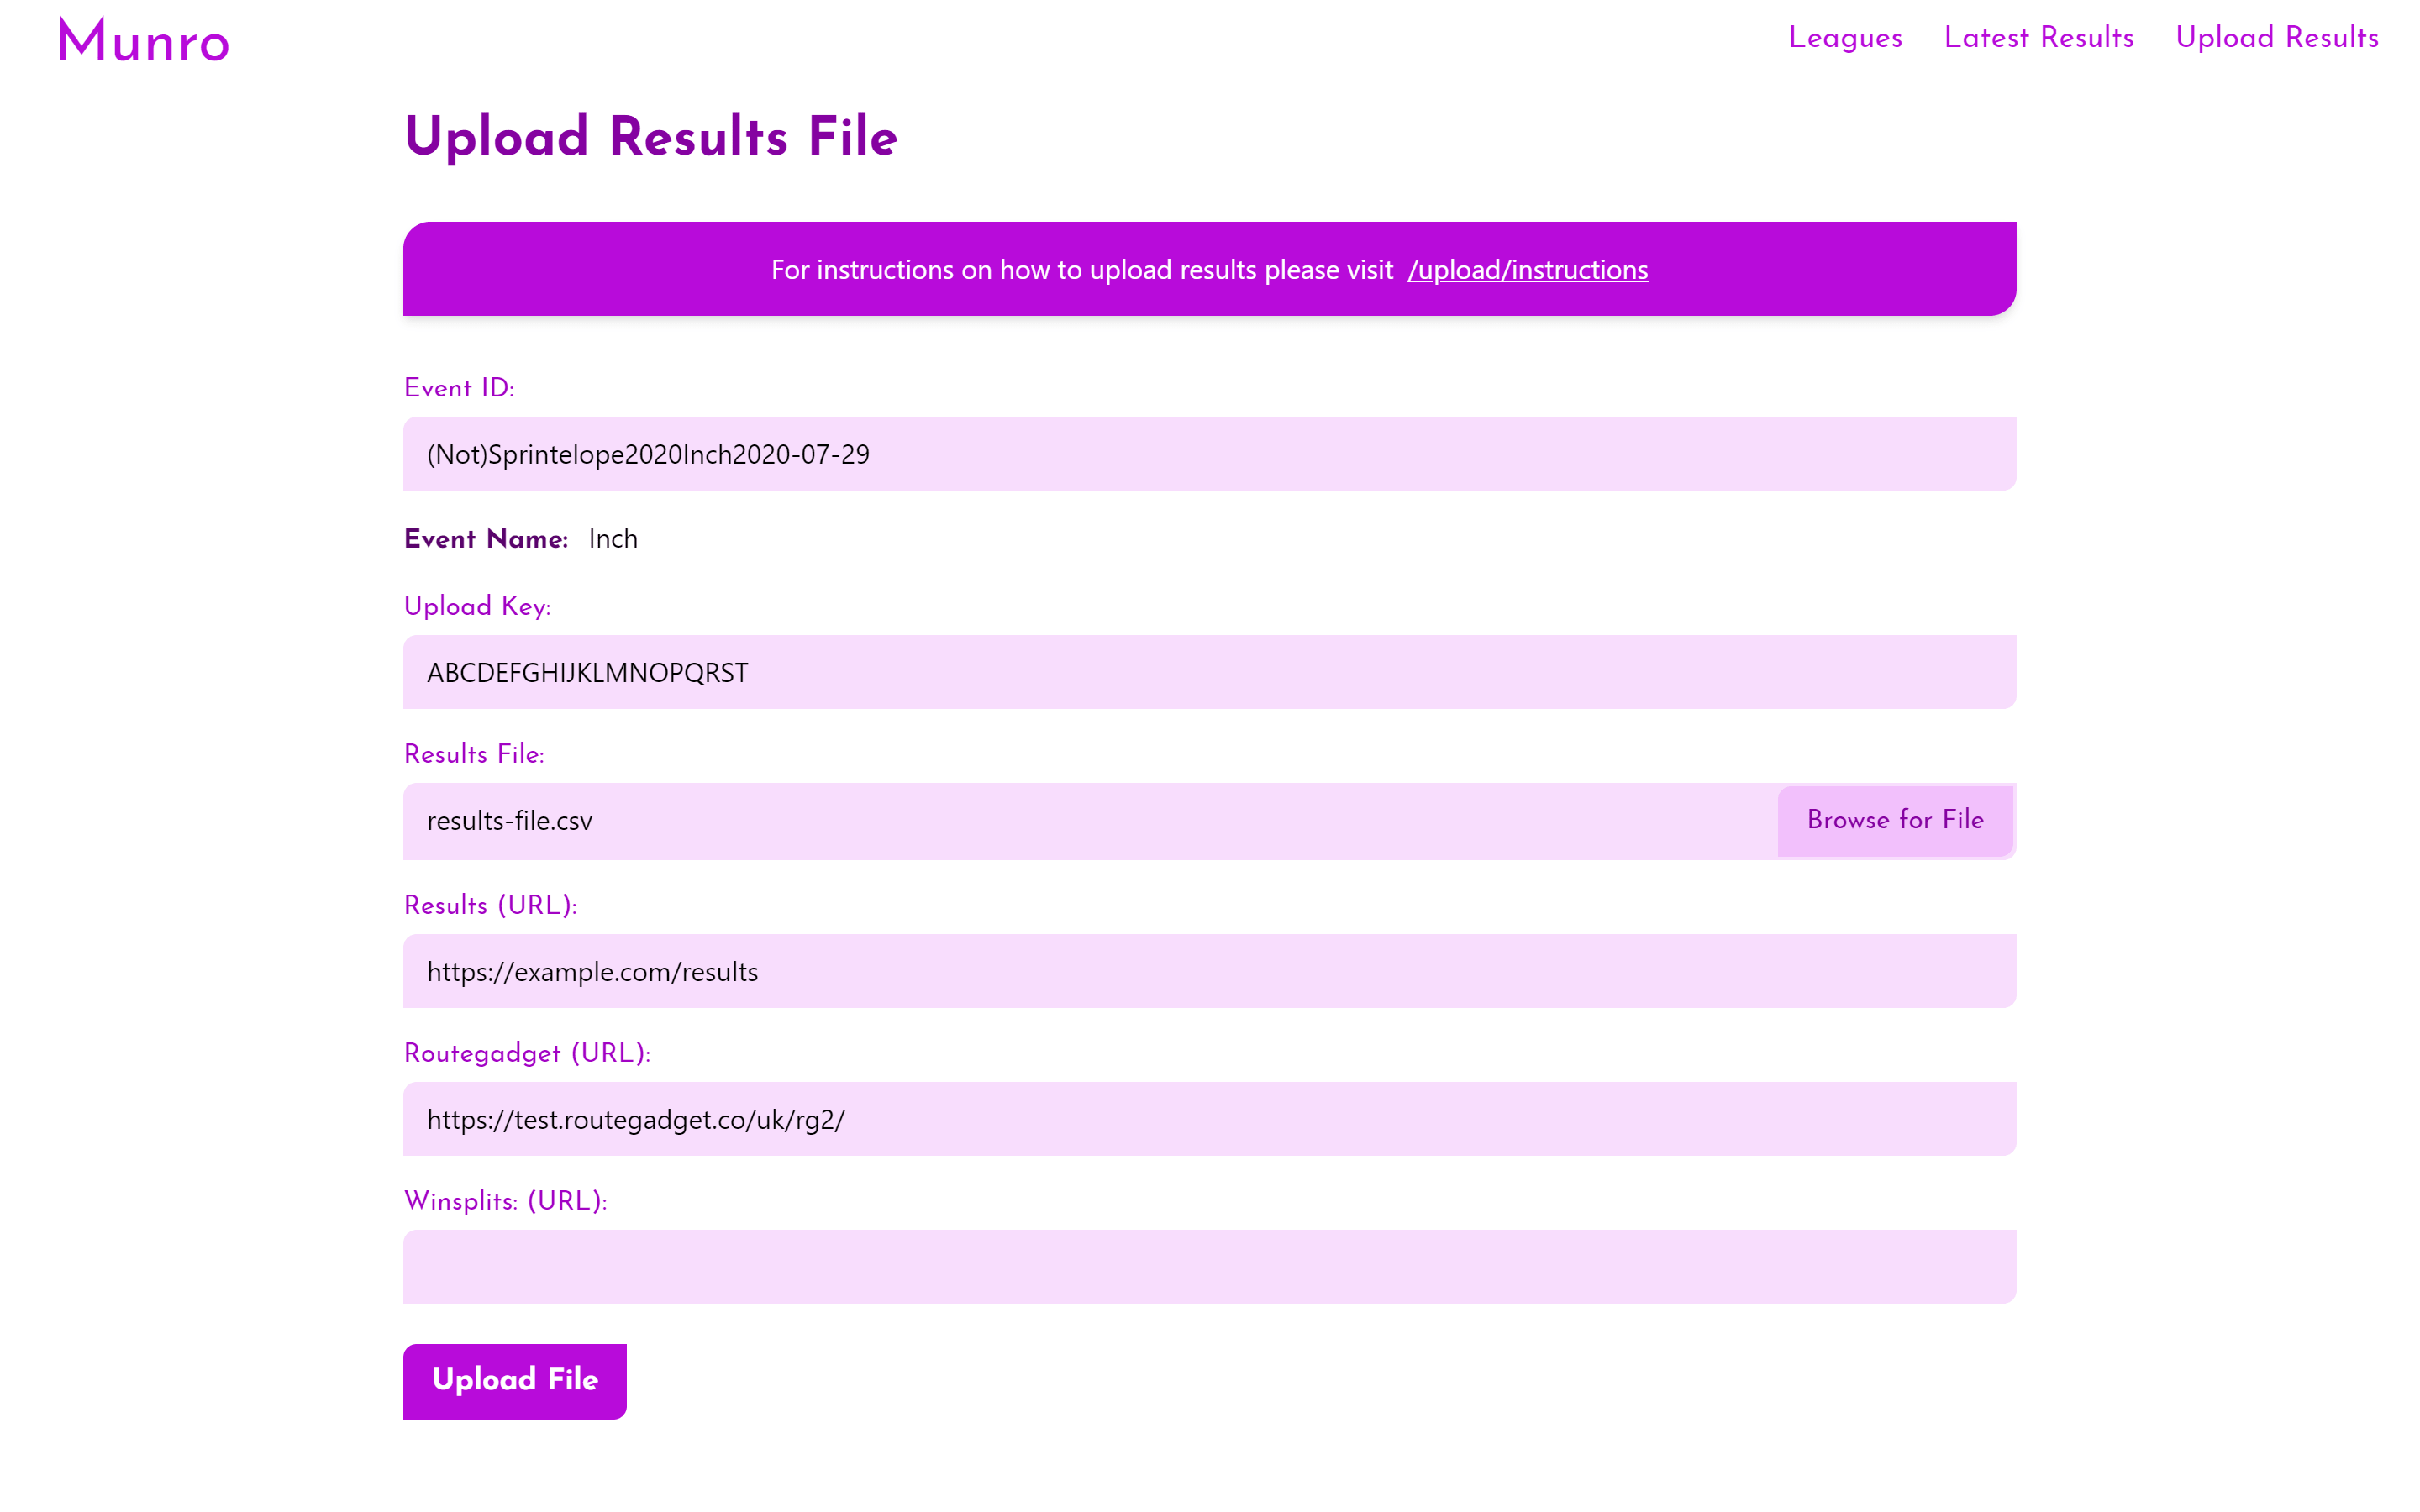 Munro
Leagues Latest Results Upload Results
Upload Results File
For instructions on how to upload results please visit /upload/instructions
Event ID:
(Not)Sprintelope2020Inch2020-07-29
Event Name: Inch
Upload Key:
ABCDEFGHIJKLMNOPQRST
Results File:
results-file.csv Browse for File
Results (URL):
https://example.com/results
Routegadget (URL):
https://test.routegadget.co/uk/rg2/
Winsplits: (URL):
Upload File